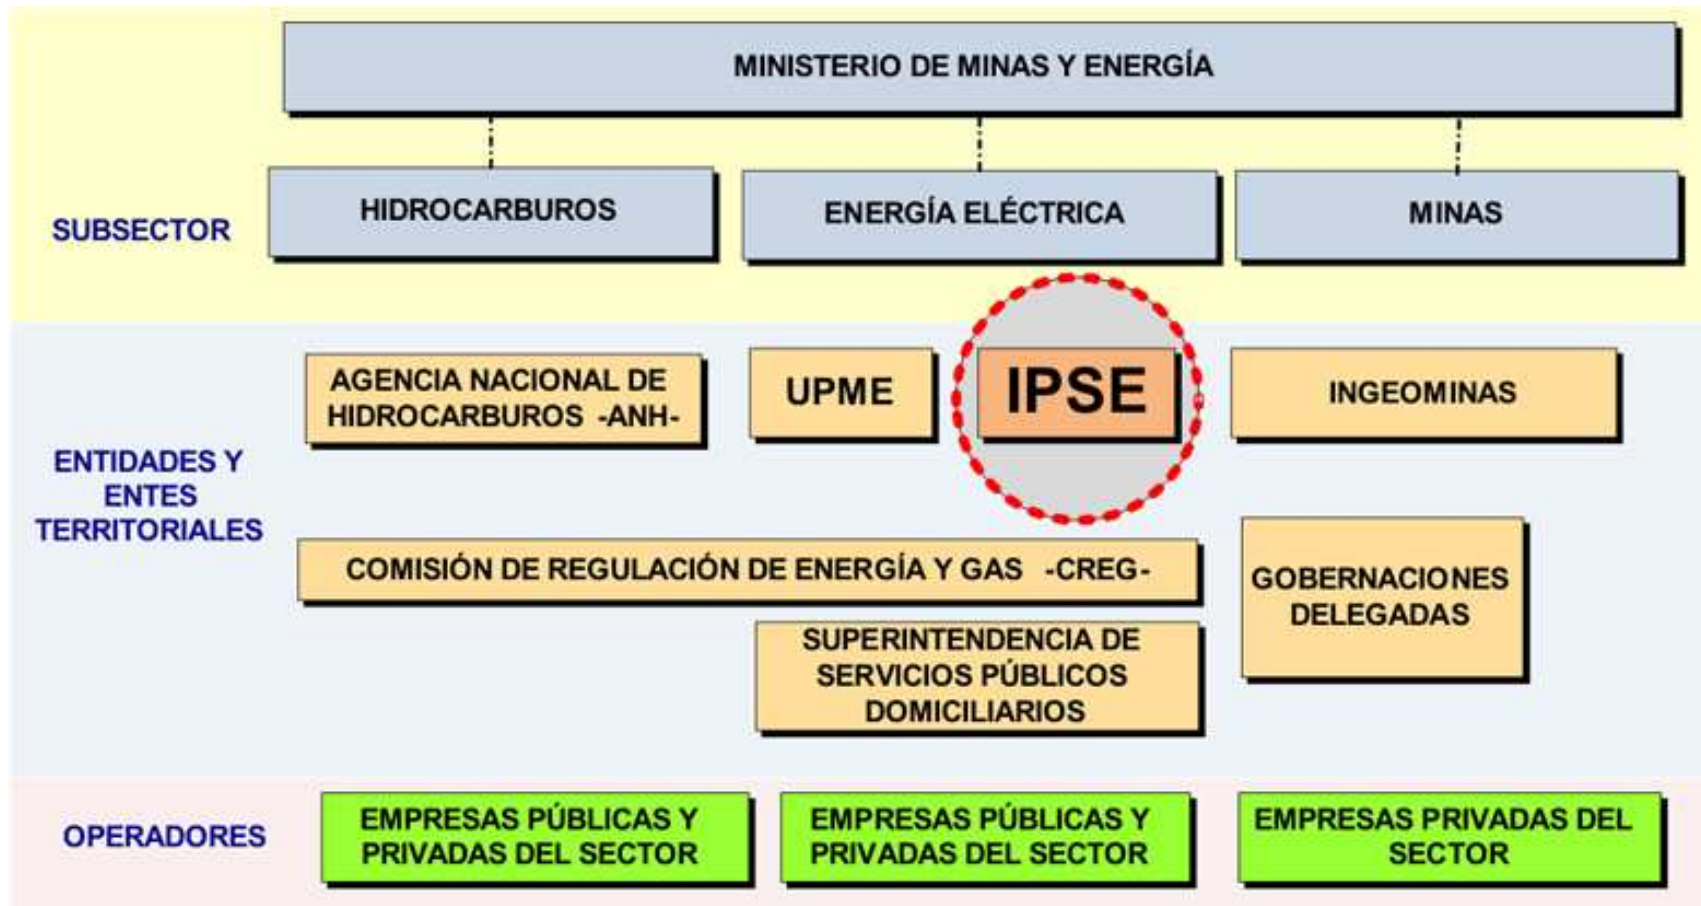 MINISTERIO DE MINAS Y ENERGÍA
SUBSECTOR
HIDROCARBUROS
ENERGÍA ELÉCTRICA
MINAS
ENTIDADES Y
ENTES
TERRITORIALES
AGENCIA NACIONAL DE
HIDROCARBUROS -ANH-
UPME
IPSE
INGEOMINAS
COMISIÓN DE REGULACIÓN DE ENERGÍA Y GAS -CREG-
GOBERNACIONES
DELEGADAS
SUPERINTENDENCIA DE
SERVICIOS PÚBLICOS
DOMICILIARIOS
OPERADORES
EMPRESAS PÚBLICAS Y
PRIVADAS DEL SECTOR
EMPRESAS PÚBLICAS Y
PRIVADAS DEL SECTOR
EMPRESAS PRIVADAS DEL
SECTOR